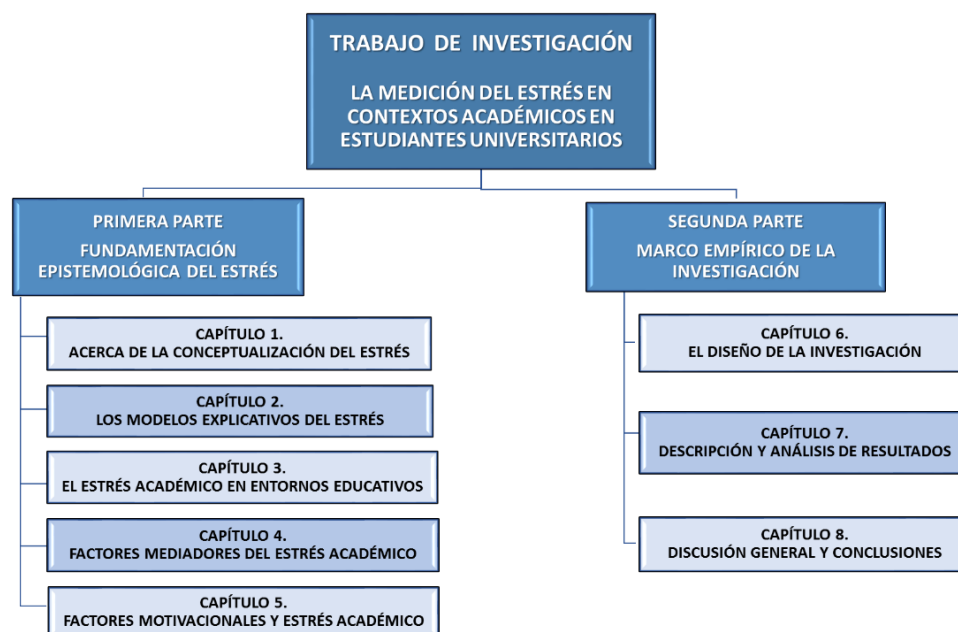 TRABAJO DE INVESTIGACIÓN
LA MEDICIÓN DEL ESTRÉS EN
CONTEXTOS ACADÉMICOS EN
ESTUDIANTES UNIVERSITARIOS
PRIMERA PARTE
FUNDAMENTACIÓN
EPISTEMOLÓGICA DEL ESTRÉS
CAPÍTULO 1.
ACERCA DE LA CONCEPTUALIZACIÓN DEL ESTRÉS
CAPÍTULO 2.
LOS MODELOS EXPLICATIVOS DEL ESTRÉS
CAPÍTULO 3.
EL ESTRÉS ACADÉMICO EN ENTORNOS EDUCATIVOS
CAPÍTULO 4.
FACTORES MEDIADORES DEL ESTRÉS ACADÉMICO
CAPÍTULO 5.
FACTORES MOTIVACIONALES Y ESTRÉS ACADÉMICO
SEGUNDA PARTE
MARCO EMPÍRICO DE LA
INVESTIGACIÓN
CAPÍTULO 6.
EL DISEÑO DE LA INVESTIGACIÓN
CAPÍTULO 7.
DESCRIPCIÓN Y ANÁLISIS DE RESULTADOS
CAPÍTULO 8.
DISCUSIÓN GENERAL Y CONCLUSIONES